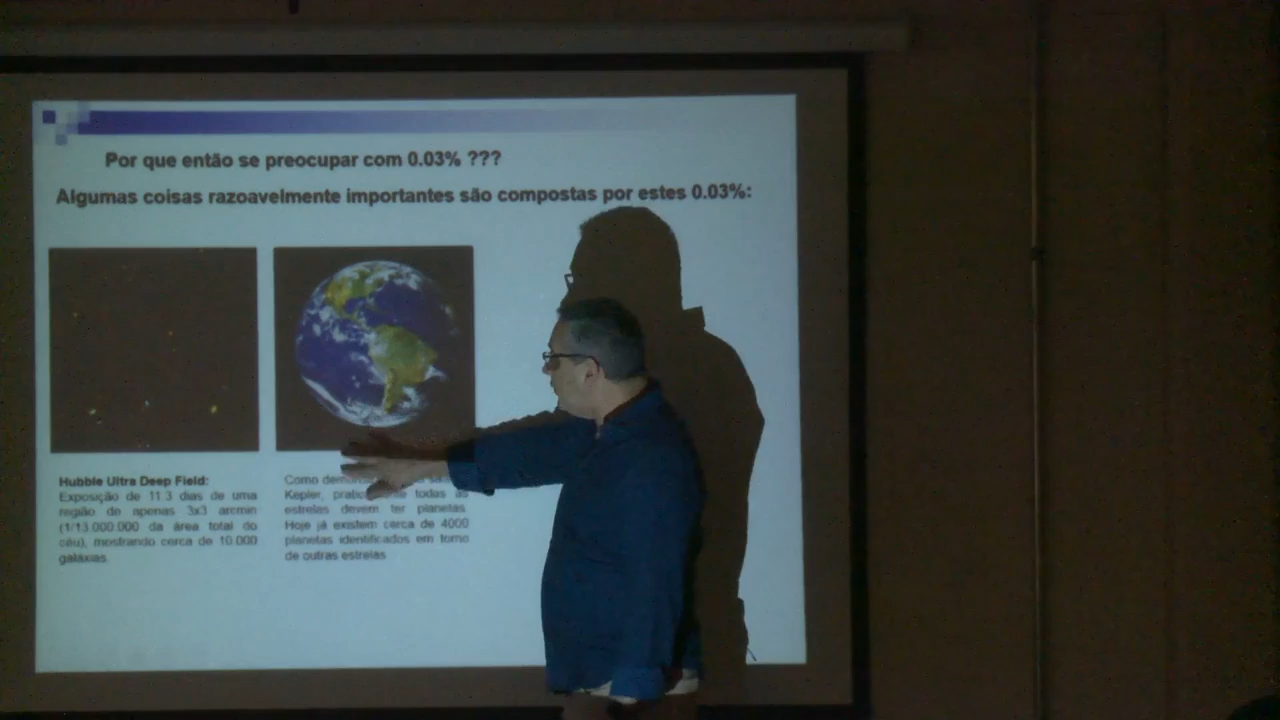 Por que então se preocupar com 0.03% ???
Algumas coisas razoavelmente importantes são compostas por estes 0.03%:
Hubble Ultra Deep Field:
Exposição de 11.3 dias de uma
região de apenas 3x3 arcmin
(1/13.000.000 da área total do
céu), mostrando cerca de 10.000
galáxias.
Como
Kepler, todas as
estrelas devem ter planetas.
Hoje já existem cerca de 4000
planetas identificados em torno
de outras estrelas